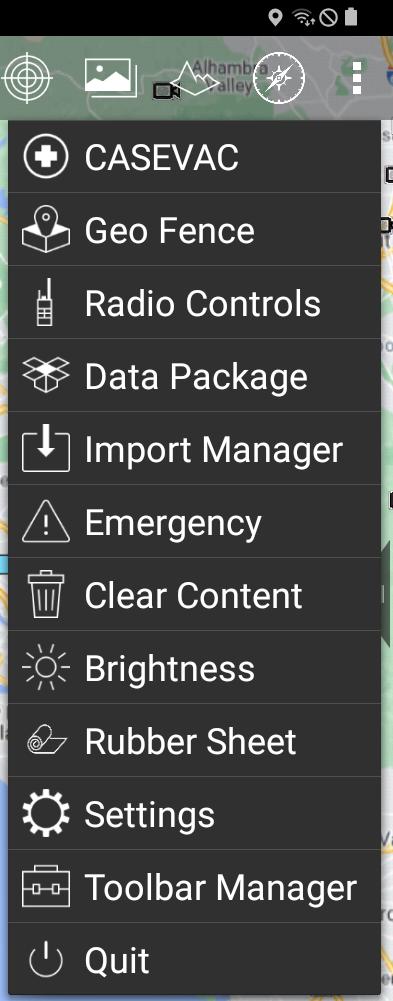 Alhambra
Valley
CASEVAC
Geo Fence
Radio Controls
Data Package
Import Manager
Emergency
Clear Content
Brightness
Rubber Sheet
Settings
Toolbar Manager
Quit